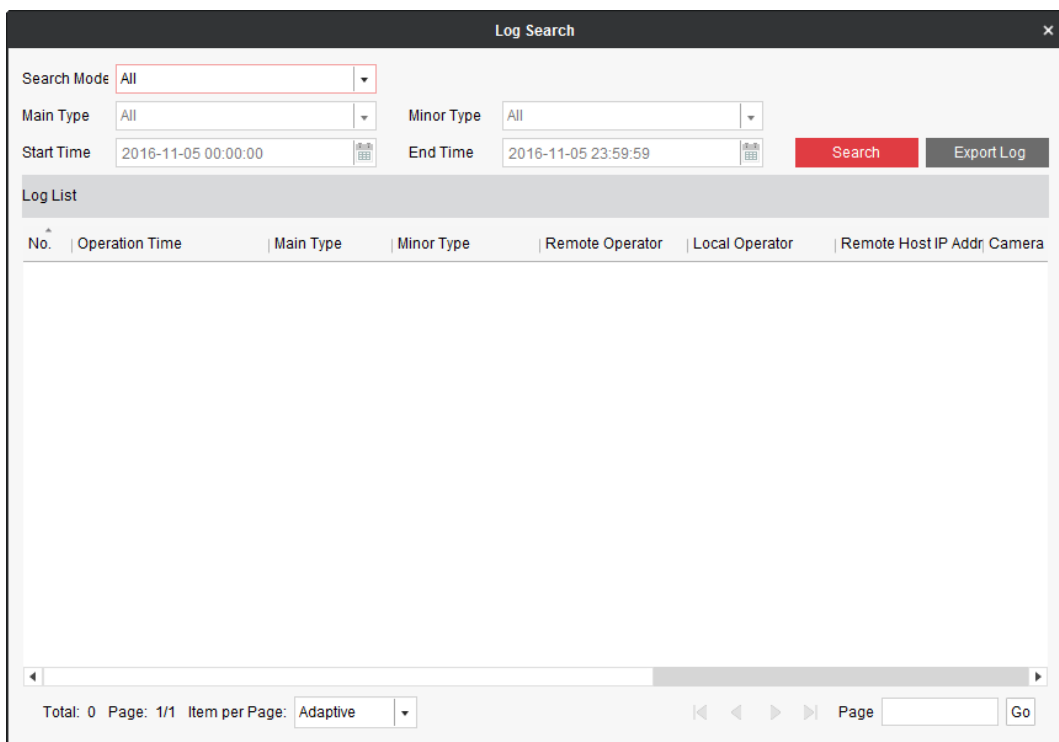 Log Search ×
Search Mode All
Main Type All Minor Type All
Start Time 2016-11-05 00:00:00 End Time 2016-11-05 23:59:59 Search Export Log
Log List
No. Operation Time Main Type Minor Type Remote Operator Local Operator Remote Host IP Addr Camera
Total: 0 Page: 1/1 Item per Page: Adaptive Page Go